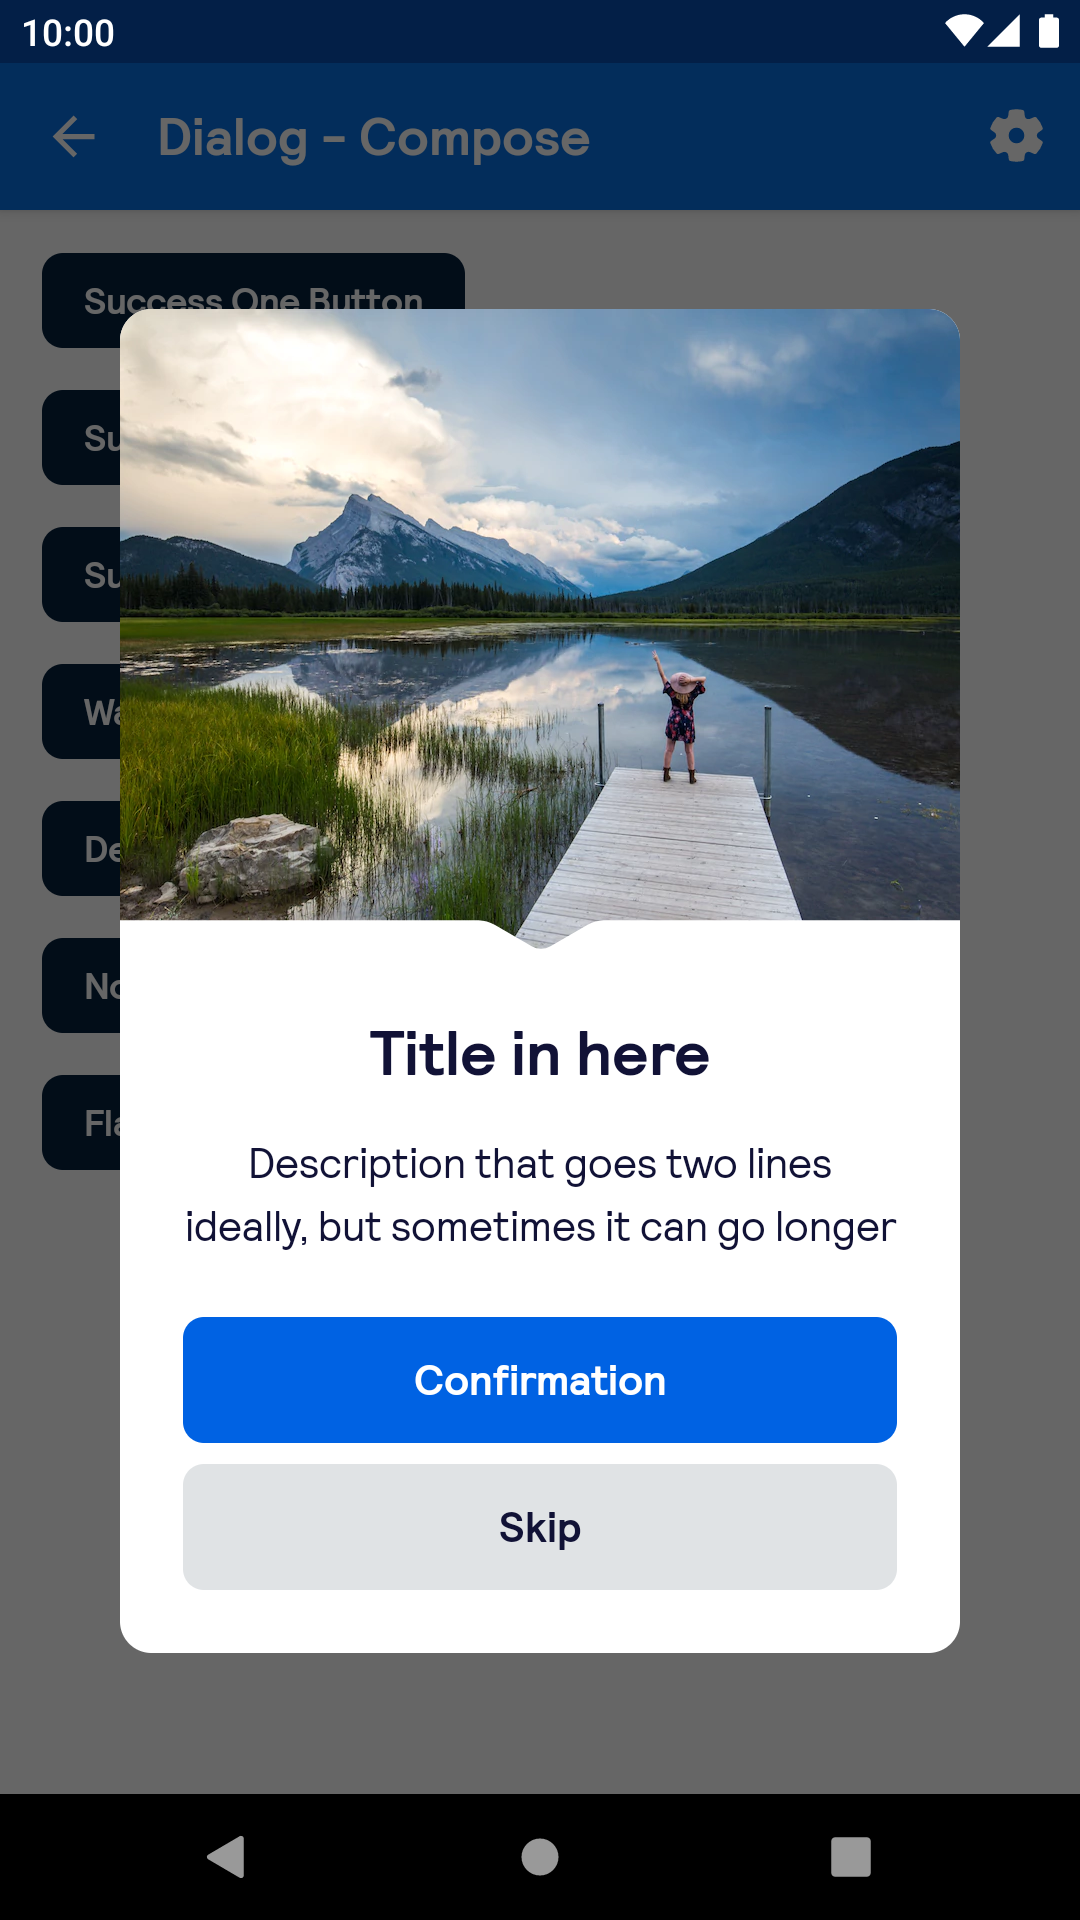 10:00
Dialog - Compose
Success One Button
Su
Su
Wa
De
No
Fla
Title in here
Description that goes two lines
ideally, but sometimes it can go longer
Confirmation
Skip